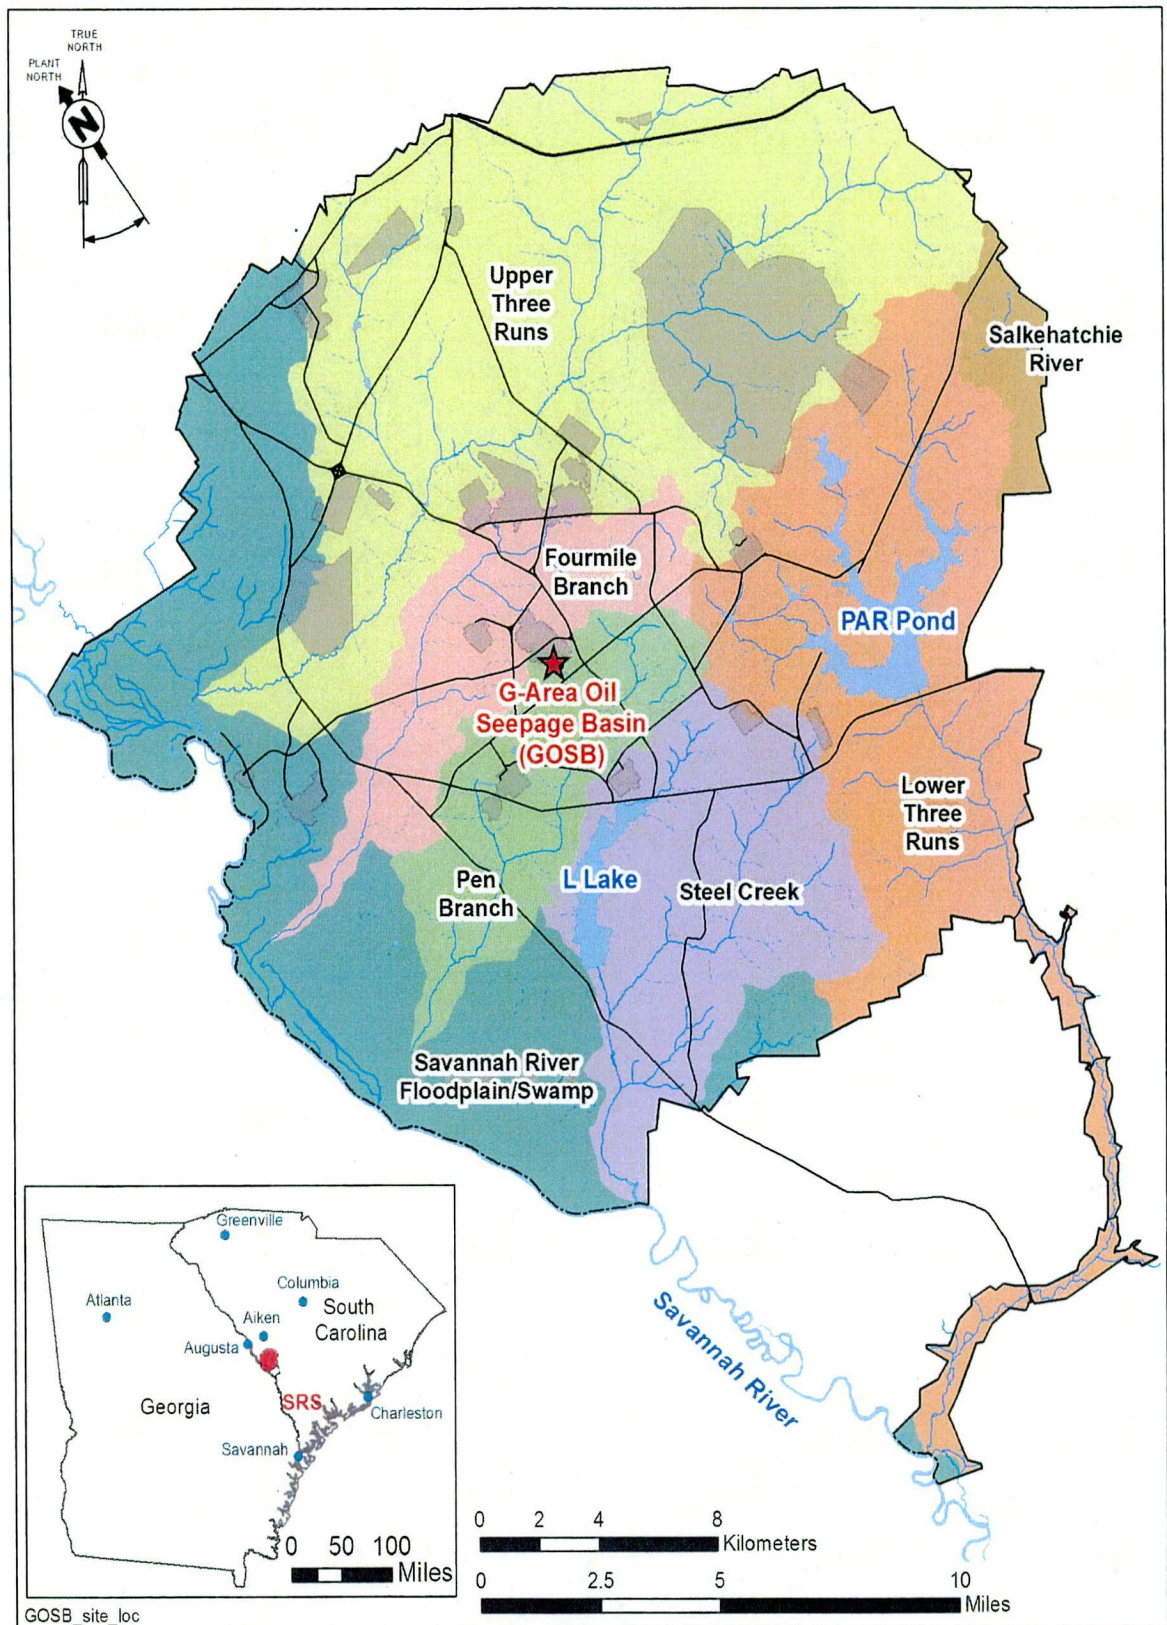 TRUE
NORTH
PLANT
NORTH
N
Upper
Three
Runs
Salkehatchie
River
Fourmile
Branch
PAR Pond
G-Area Oil
Seepage Basin
(GOSB)
Lower
Three
Runs
Pen
Branch
L Lake
Steel Creek
Savannah River
Floodplain/Swamp
Savannah River
Greenville
Columbia
Atlanta
South
Carolina
Aiken
Augusta
Georgia
SRS
Charleston
Savannah
0 50 100
Miles
0 2 4 8
Kilometers
0 2.5 5 10
Miles
GOSB_site_loc